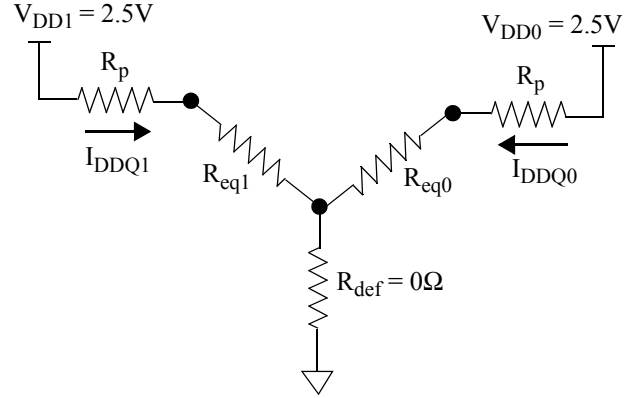 V_DD1 = 2.5V
V_DD0 = 2.5V
R_p
R_p
I_DDQ1
I_DDQ0
R_eq1
R_eq0
R_def = 0Ω